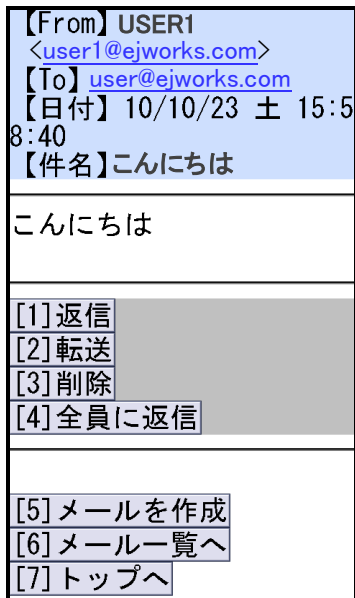 【From】USER1
<user1@ejworks.com>
【To】user@ejworks.com
【日付】10/10/23 土 15:5
8:40
【件名】こんにちは
こんにちは
[1]返信
[2]転送
[3]削除
[4]全員に返信
[5]メールを作成
[6]メール一覧へ
[7]トップへ